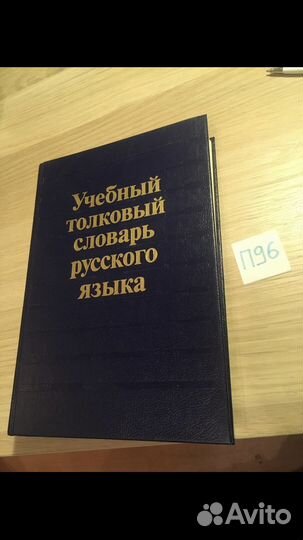 Учебный
толковый
словарь
русского
языка
П96
Avito